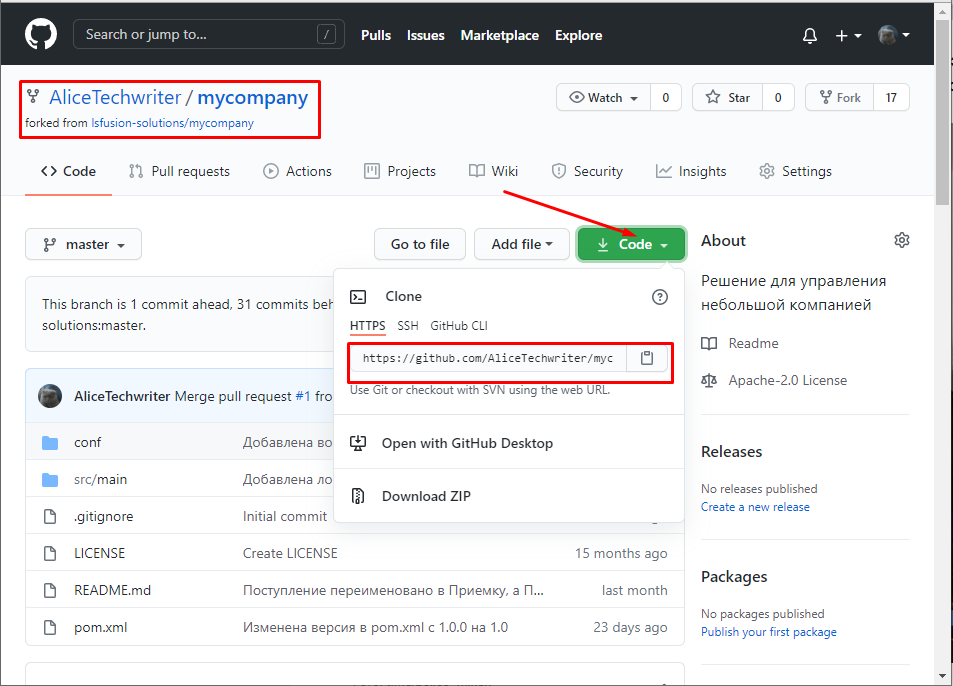 Search or jump to... /
Pulls Issues Marketplace Explore
AliceTechwriter / mycompany
forked from lsfusion-solutions/mycompany
Watch 0 Star 0 Fork 17
Code Pull requests Actions Projects Wiki Security Insights Settings
master Go to file Add file Code
This branch is 1 commit ahead, 31 commits
solutions:master.
Clone
HTTPS SSH GitHub CLI
https://github.com/AliceTechwriter/myc
Use Git or checkout with SVN using the web URL.
Open with GitHub Desktop
Download ZIP
AliceTechwriter Merge pull request #1
conf Добавлена
src/main Добавлена
.gitignore Initial commit
LICENSE Create LICENSE 15 months ago
README.md Поступление переименовано в Приемку, а П... last month
pom.xml Изменена версия в pom.xml с 1.0.0 на 1.0 23 days ago
About
Решение для управления
небольшой компанией
Readme
Apache-2.0 License
Releases
No releases published
Create a new release
Packages
No packages published
Publish your first package